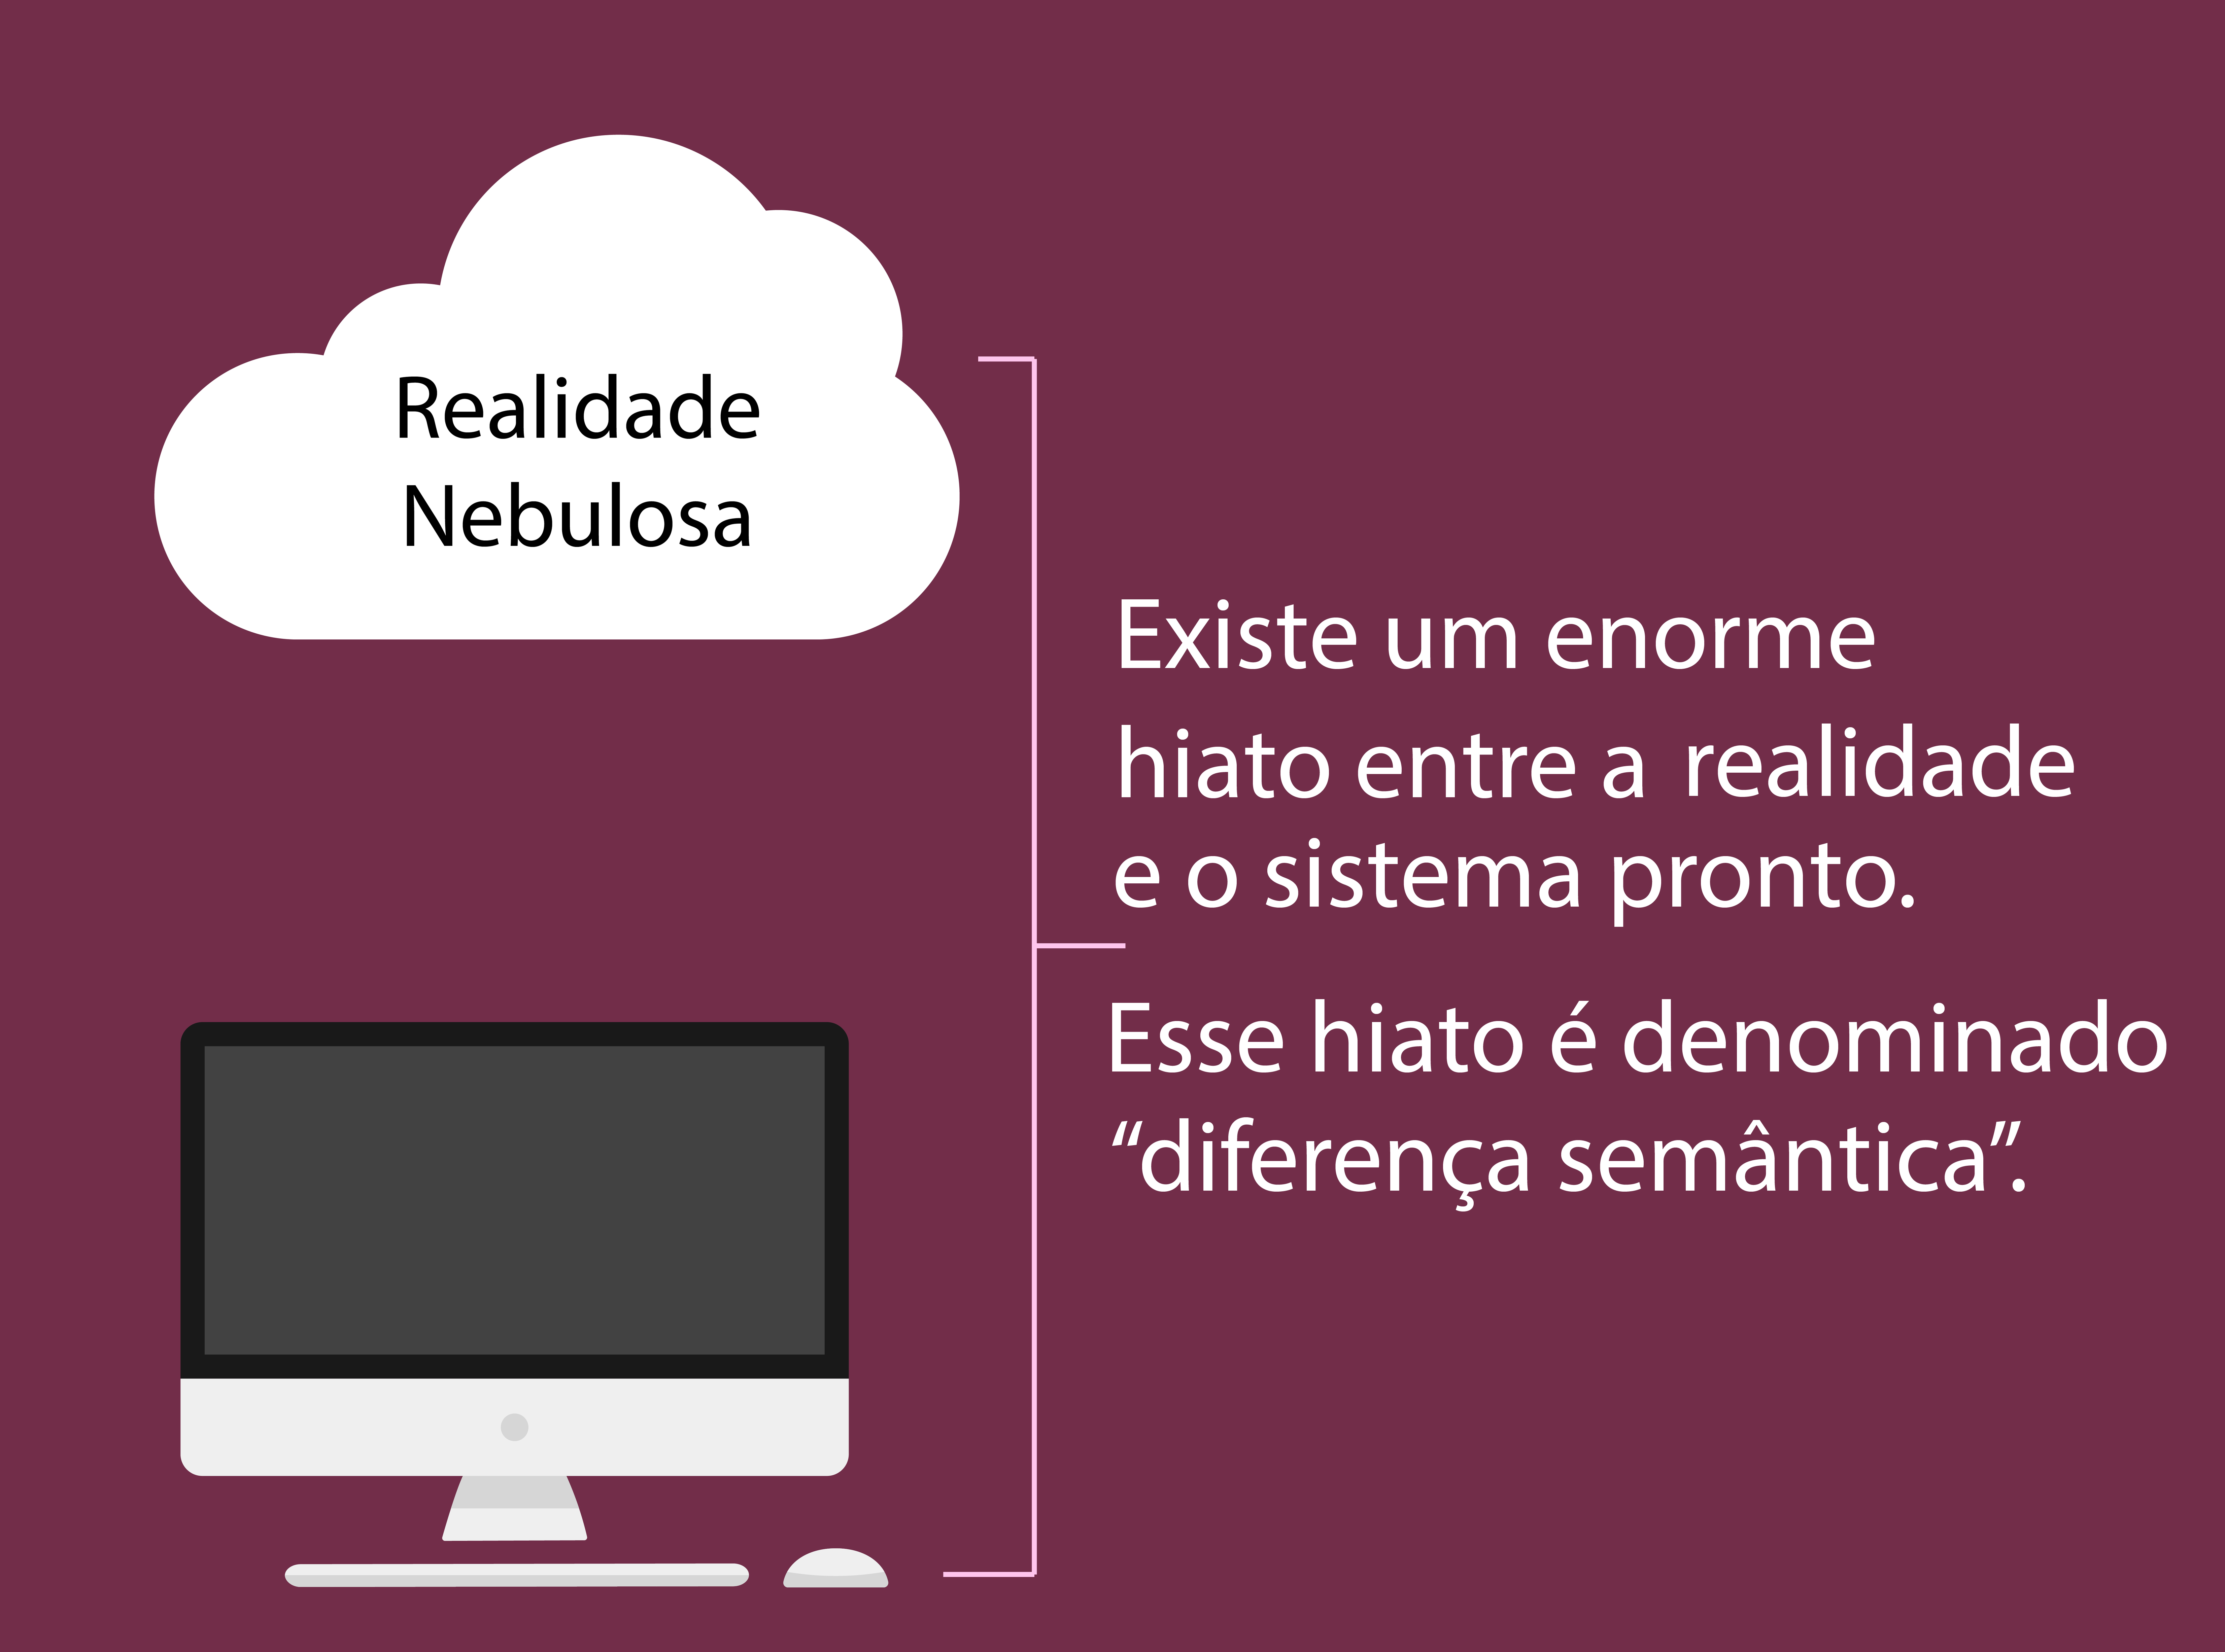 Realidade
Nebulosa
Existe um enorme
hiato entre a realidade
e o sistema pronto.
Esse hiato é denominado
“diferença semântica”.